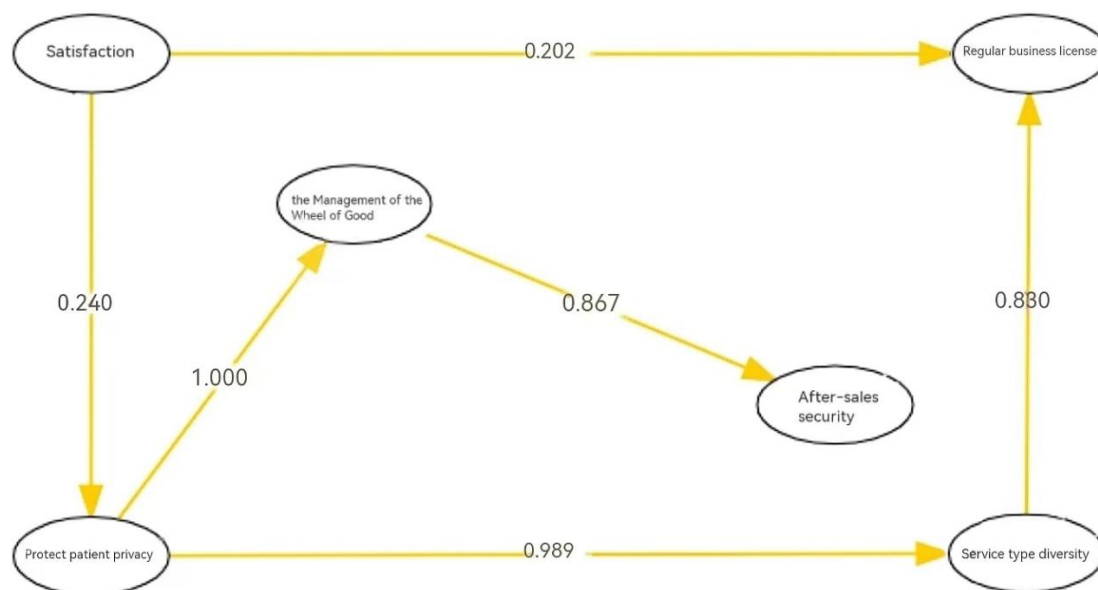 Satisfaction
0.202
Regular business license
the Management of the
Wheel of Good
0.240
0.867
0.830
1.000
After-sales
security
Protect patient privacy
0.989
Service type diversity